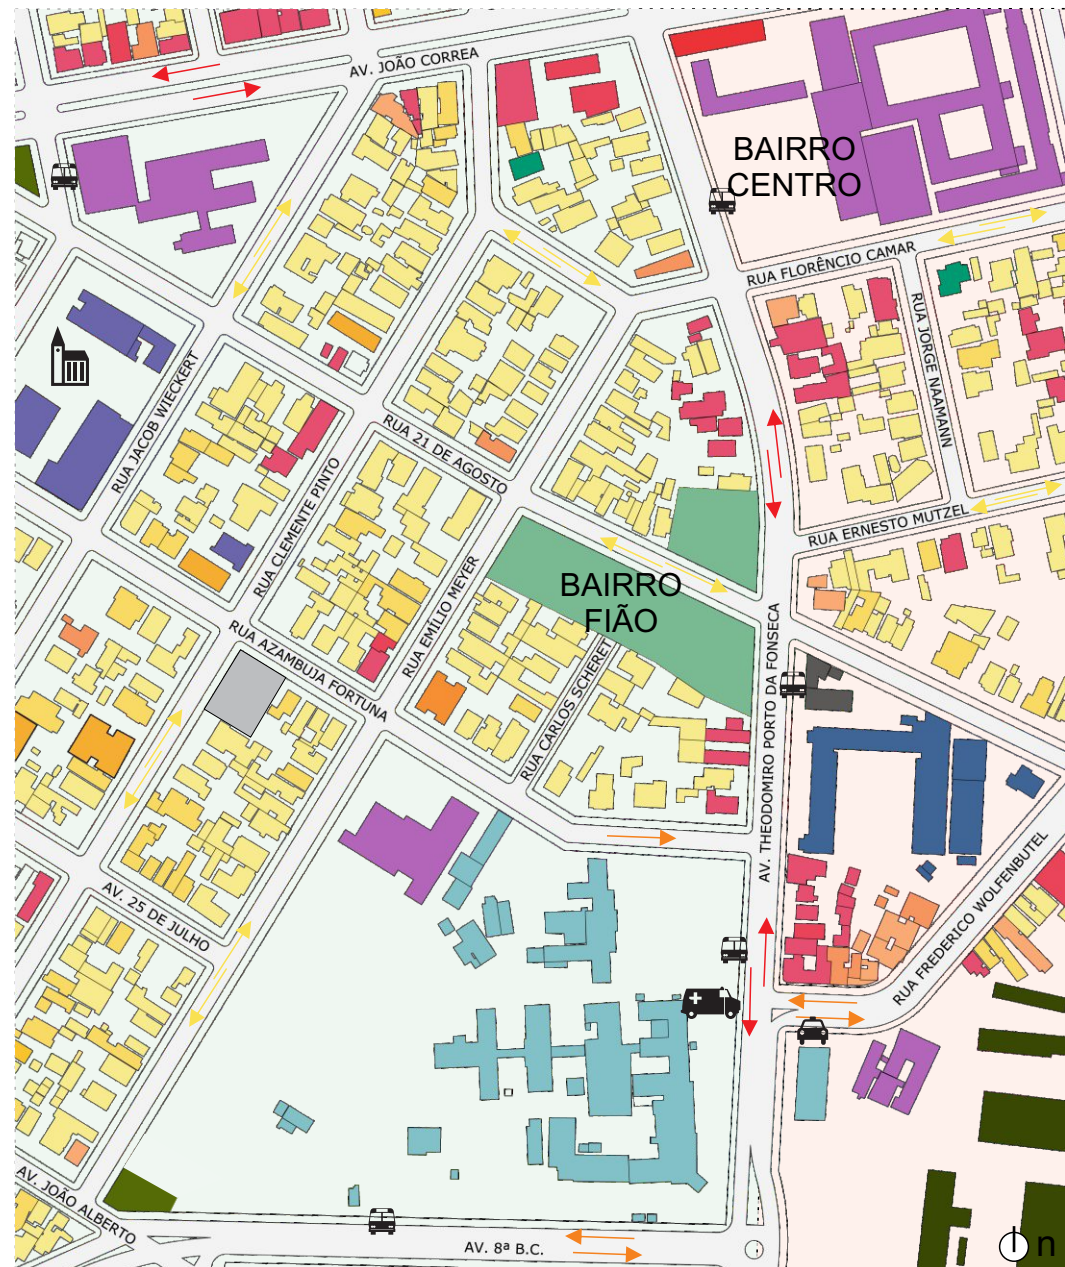 AV. JOÃO CORREA
BAIRRO
CENTRO
RUA FLORÊNCIO CAMAR
RUA JORGE NAAMANN
RUA JACOB WIECKERT
RUA 21 DE AGOSTO
RUA CLEMENTE PINTO
RUA ERNESTO MUTZEL
RUA EMÍLIO MEYER
BAIRRO
FIÃO
RUA AZAMBUJA FORTUNA
RUA CARLOS SCHERET
AV. THEODOMIRO PORTO DA FONSECA
RUA FREDERICO WOLFENBUTEL
AV. 25 DE JULHO
AV. JOÃO ALBERTO
AV. 8ª B.C.
n